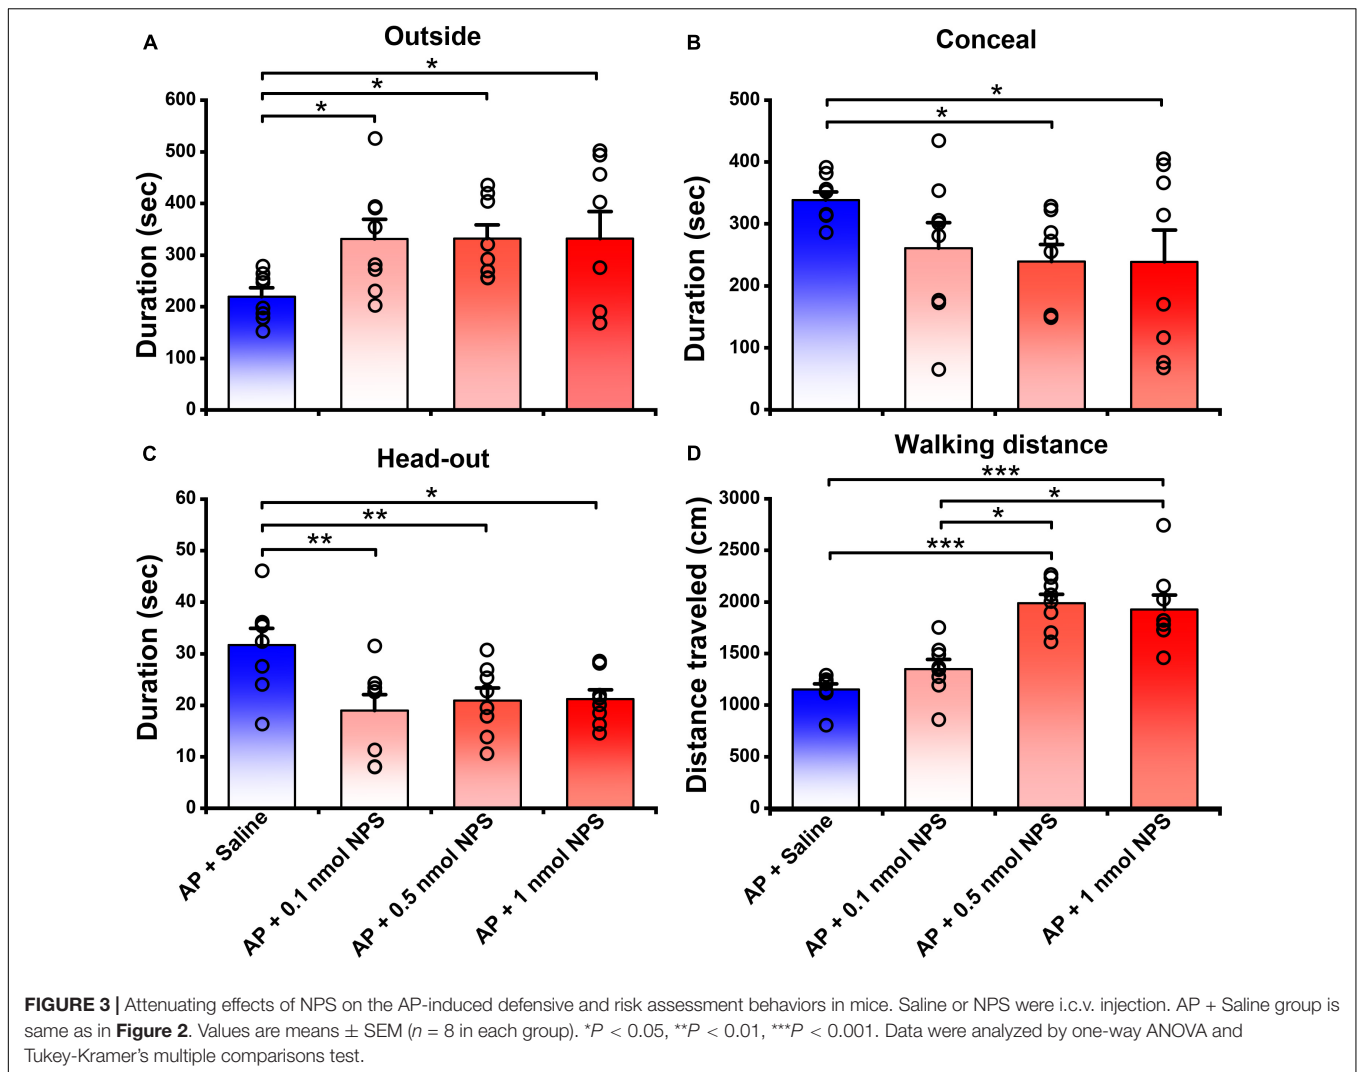 A
Outside
*
*
*
600
500
400
300
200
100
0
Duration (sec)
B
Conceal
*
*
500
400
300
200
100
0
Duration (sec)
C
Head-out
*
**
**
60
50
40
30
20
10
0
Duration (sec)
AP + Saline
AP + 0.1 nmol NPS
AP + 0.5 nmol NPS
AP + 1 nmol NPS
D
Walking distance
***
*
*
***
3000
2500
2000
1500
1000
500
0
Distance traveled (cm)
AP + Saline
AP + 0.1 nmol NPS
AP + 0.5 nmol NPS
AP + 1 nmol NPS
FIGURE 3 | Attenuating effects of NPS on the AP-induced defensive and risk assessment behaviors in mice. Saline or NPS were i.c.v. injection. AP + Saline group is
same as in Figure 2. Values are means ± SEM (n = 8 in each group). *P < 0.05, **P < 0.01, ***P < 0.001. Data were analyzed by one-way ANOVA and
Tukey-Kramer's multiple comparisons test.